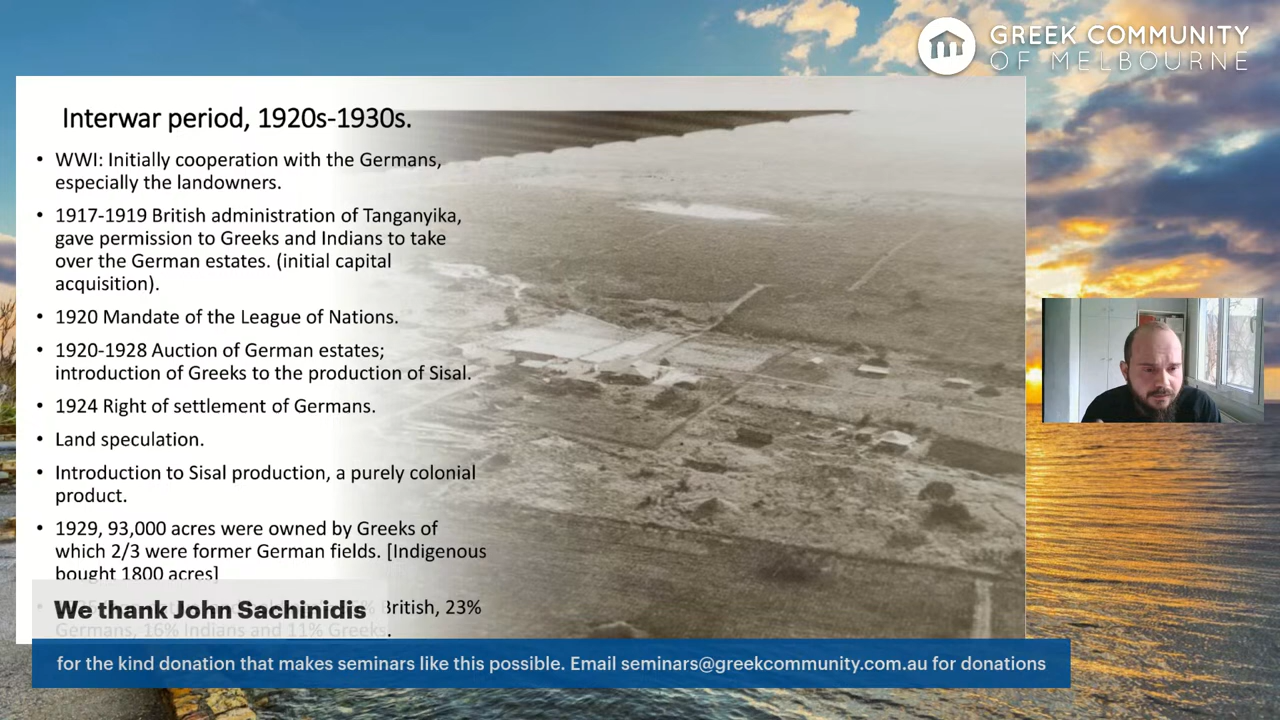 GREEK COMMUNITY
OF MELBOURNE
Interwar period, 1920s-1930s.
• WWI: Initially cooperation with the Germans,
especially the landowners.
• 1917-1919 British administration of Tanganyika,
gave permission to Greeks and Indians to take
over the German estates. (initial capital
acquisition).
• 1920 Mandate of the League of Nations.
• 1920-1928 Auction of German estates;
introduction of Greeks to the production of Sisal.
• 1924 Right of settlement of Germans.
• Land speculation.
• Introduction to Sisal production, a purely colonial
product.
• 1929, 93,000 acres were owned by Greeks of
which 2/3 were former German fields. [Indigenous
bought 1800 acres]
British, 23%
Germans, 16% Indians and 11% Greeks.
We thank John Sachinidis
for the kind donation that makes seminars like this possible. Email seminars@greekcommunity.com.au for donations